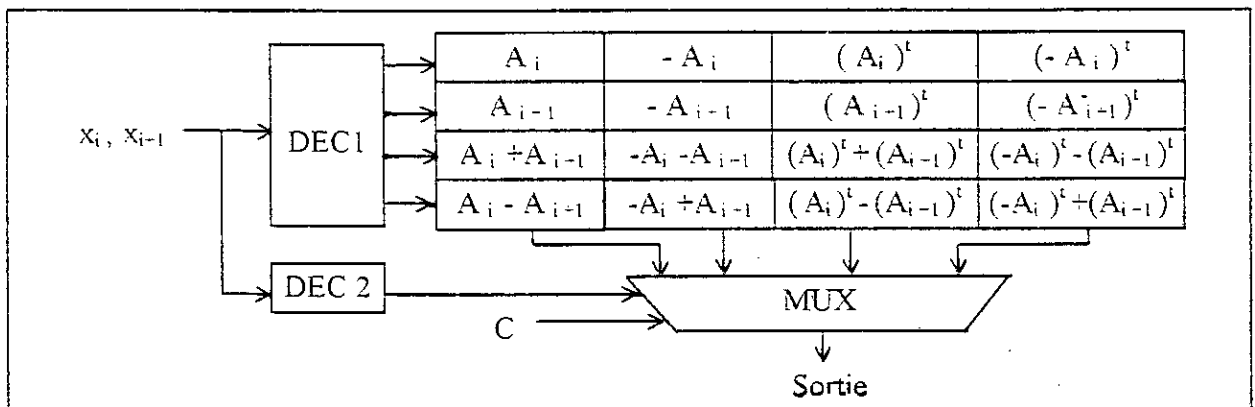 A i | - A i | ( A i )ᵗ | (- A i )ᵗ
A i-1 | - A i-1 | ( A i-1)ᵗ | (- A i-1)ᵗ
x i , x i-1
DEC1
A i + A i-1 | -A i - A i-1 | (A i)ᵗ + (A i-1)ᵗ | (-A i )ᵗ - (A i-1)ᵗ
A i - A i-1 | -A i + A i-1 | (A i)ᵗ - (A i-1)ᵗ | (-A i )ᵗ + (A i-1)ᵗ
DEC 2
MUX
C
Sortie